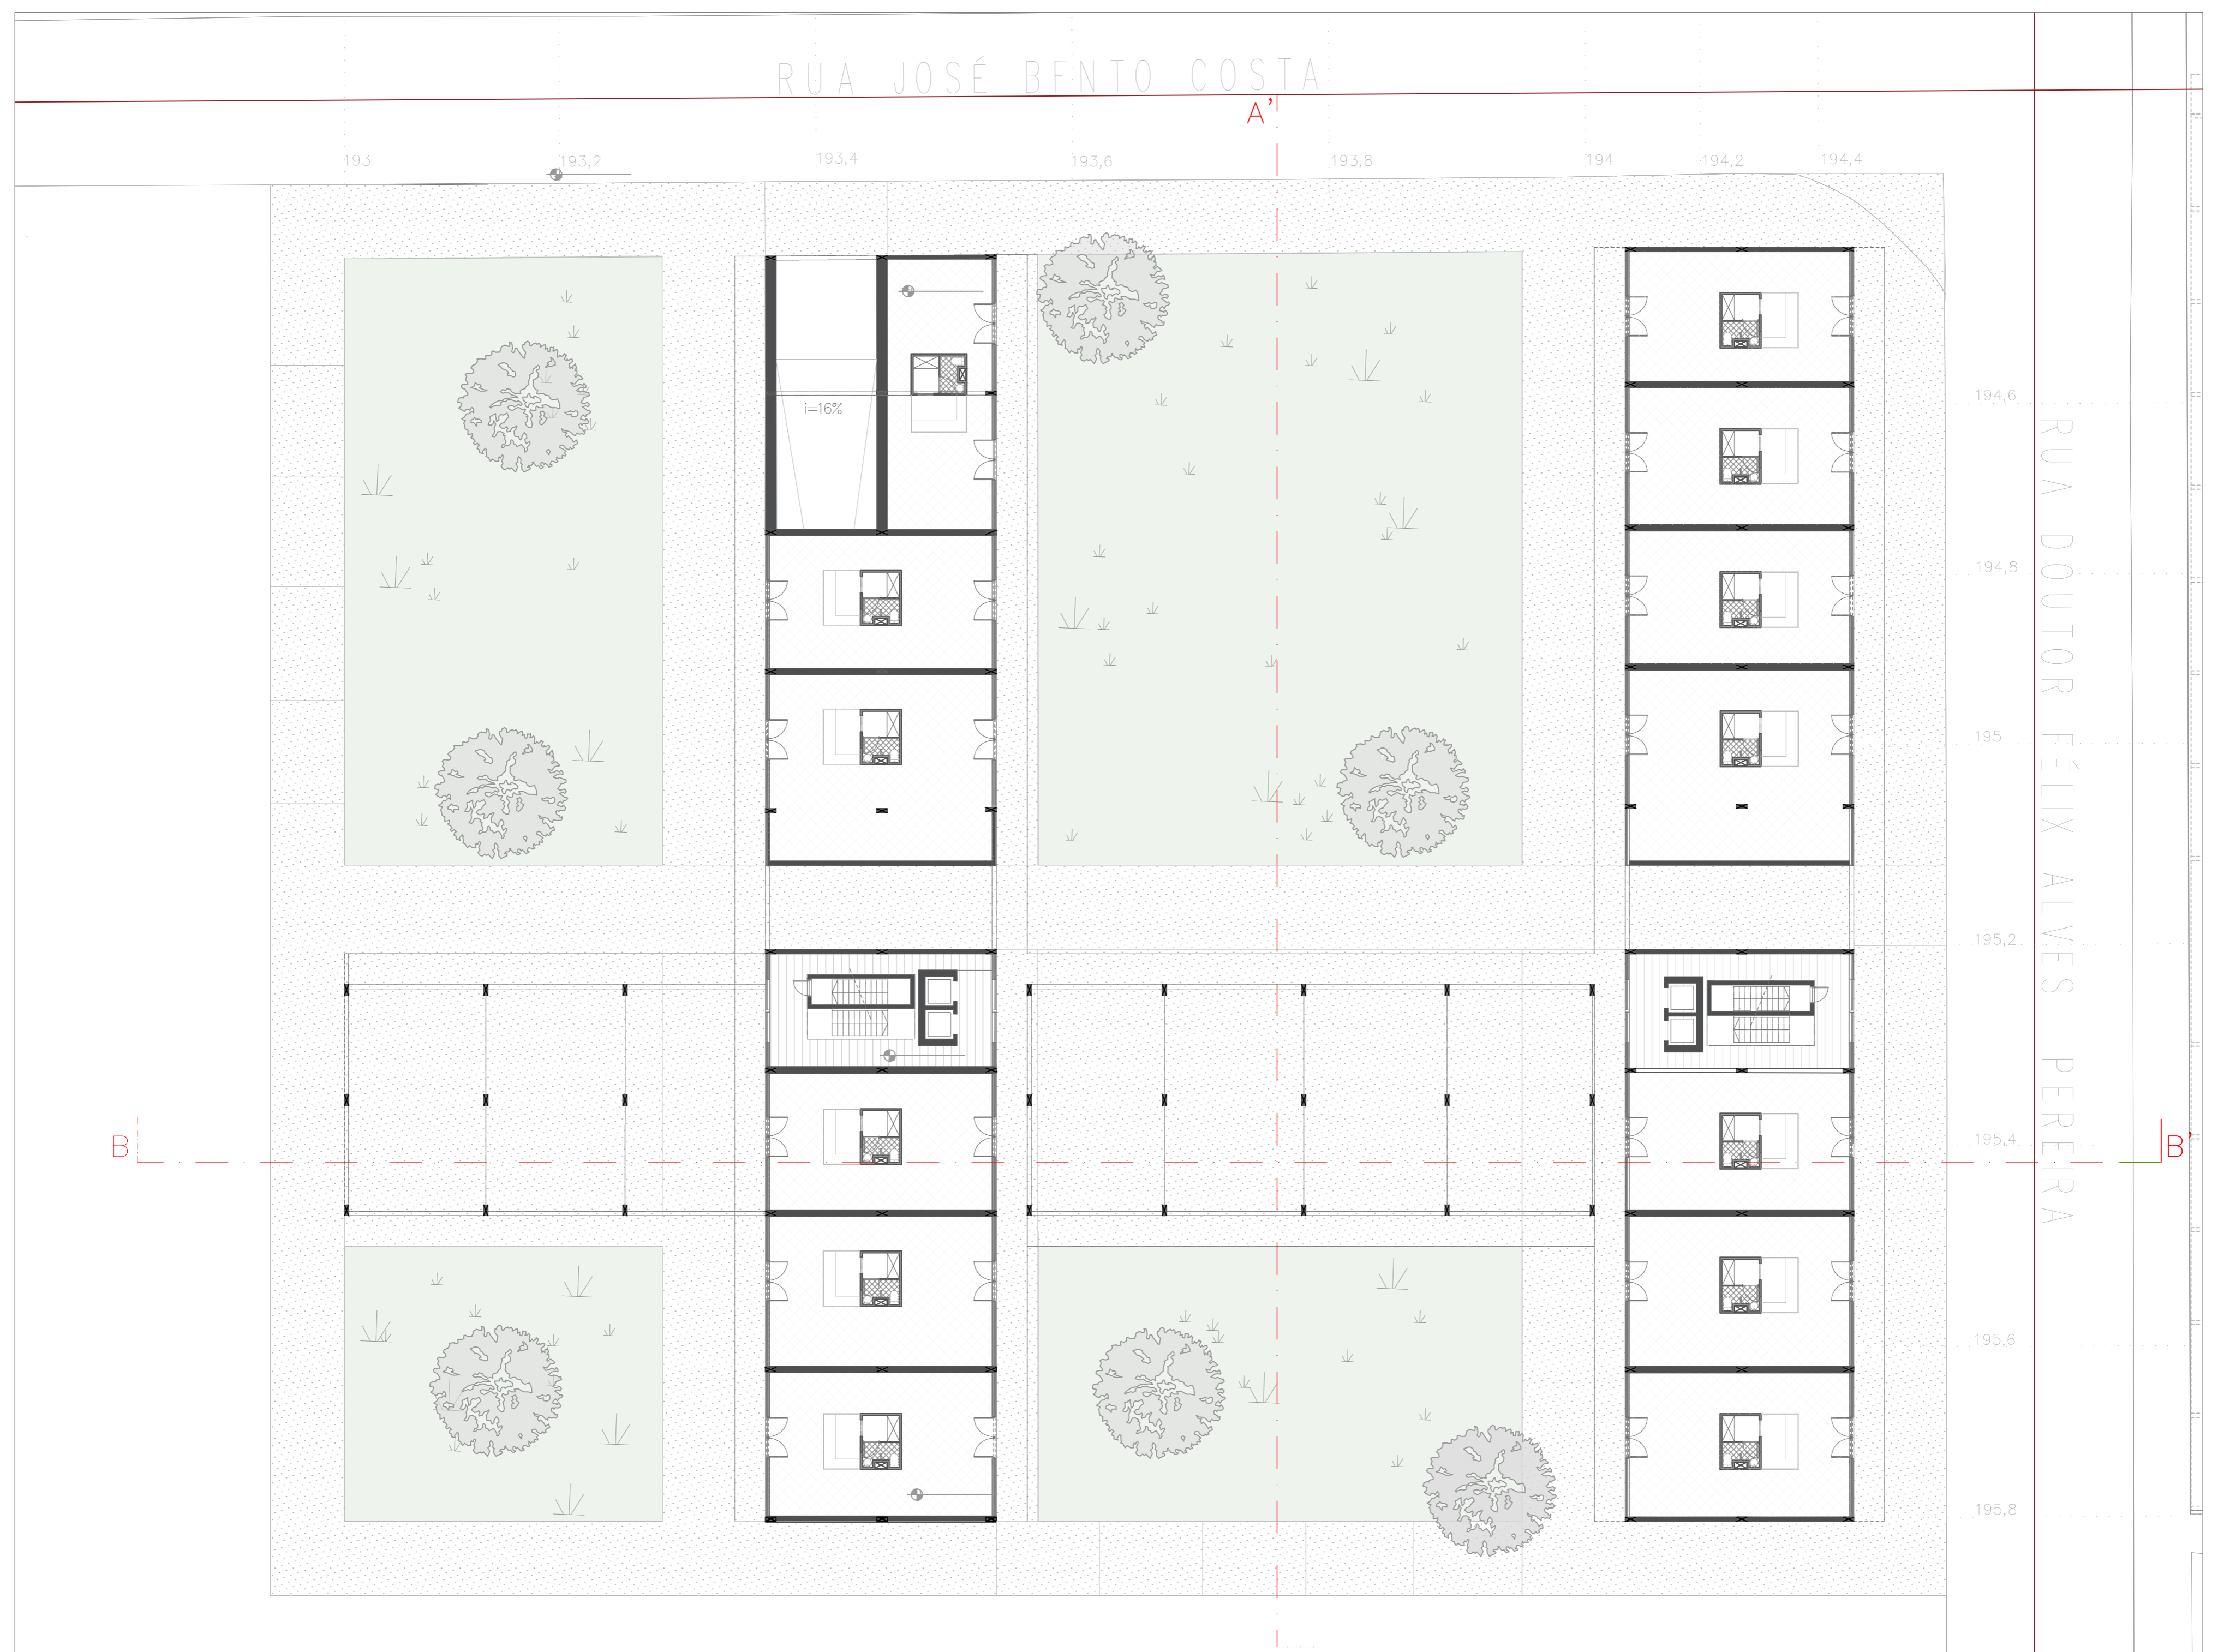 RUA JOSÉ BENTO COSTA
A'
193
193,2
193,4
193,6
193,8
194
194,2
194,4
i=16%
194,6
194,8
195
195,2
195,4
195,6
195,8
RUA DOUTOR FÉLIX ALVES PEREIRA
B
B'